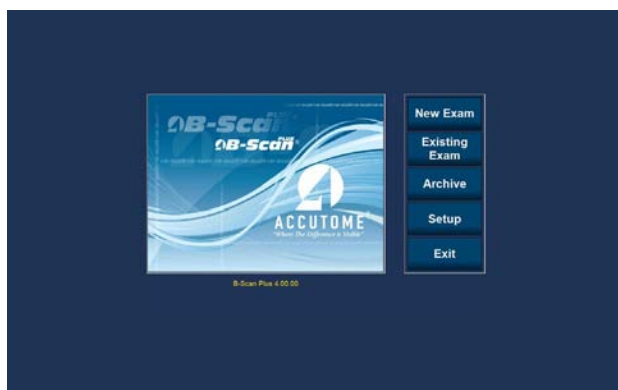 B-Scan
B-Scan PLUS®
ACCUTOME®
"Where The Difference is Visible"
B-Scan Plus 4.00.00
New Exam
Existing
Exam
Archive
Setup
Exit